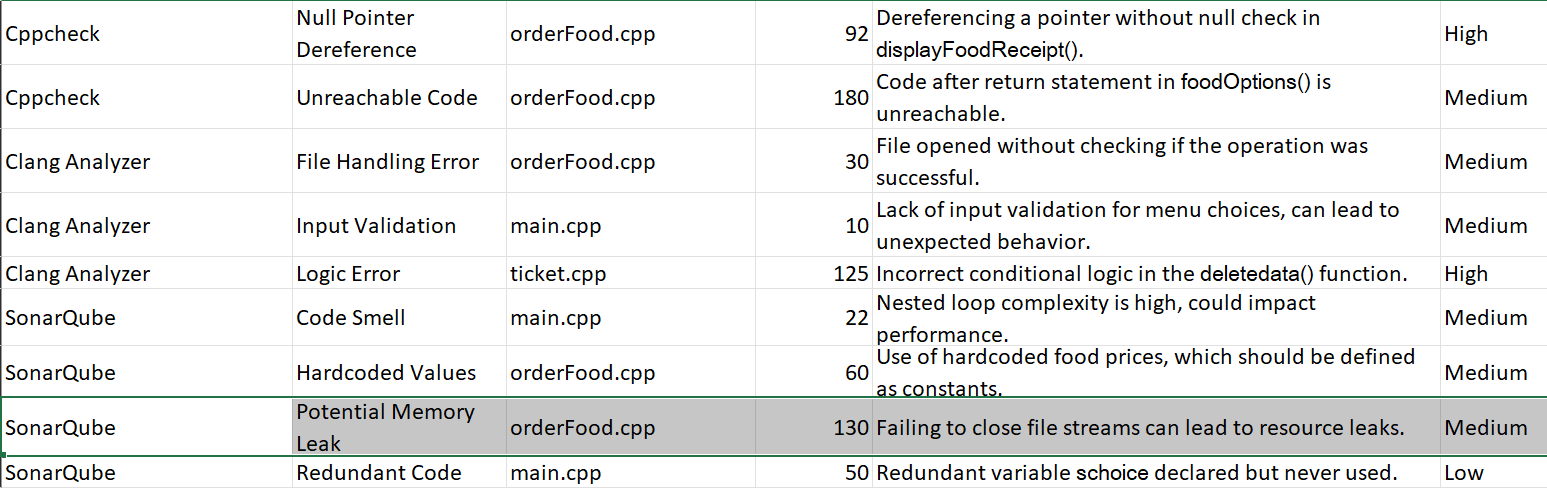 Cppcheck Null Pointer Dereference orderFood.cpp 92 Dereferencing a pointer without null check in displayFoodReceipt(). High
Cppcheck Unreachable Code orderFood.cpp 180 Code after return statement in foodOptions() is unreachable. Medium
Clang Analyzer File Handling Error orderFood.cpp 30 File opened without checking if the operation was successful. Medium
Clang Analyzer Input Validation main.cpp 10 Lack of input validation for menu choices, can lead to unexpected behavior. Medium
Clang Analyzer Logic Error ticket.cpp 125 Incorrect conditional logic in the deletedata() function. High
SonarQube Code Smell main.cpp 22 Nested loop complexity is high, could impact performance. Medium
SonarQube Hardcoded Values orderFood.cpp 60 Use of hardcoded food prices, which should be defined as constants. Medium
SonarQube Potential Memory Leak orderFood.cpp 130 Failing to close file streams can lead to resource leaks. Medium
SonarQube Redundant Code main.cpp 50 Redundant variable schoice declared but never used. Low